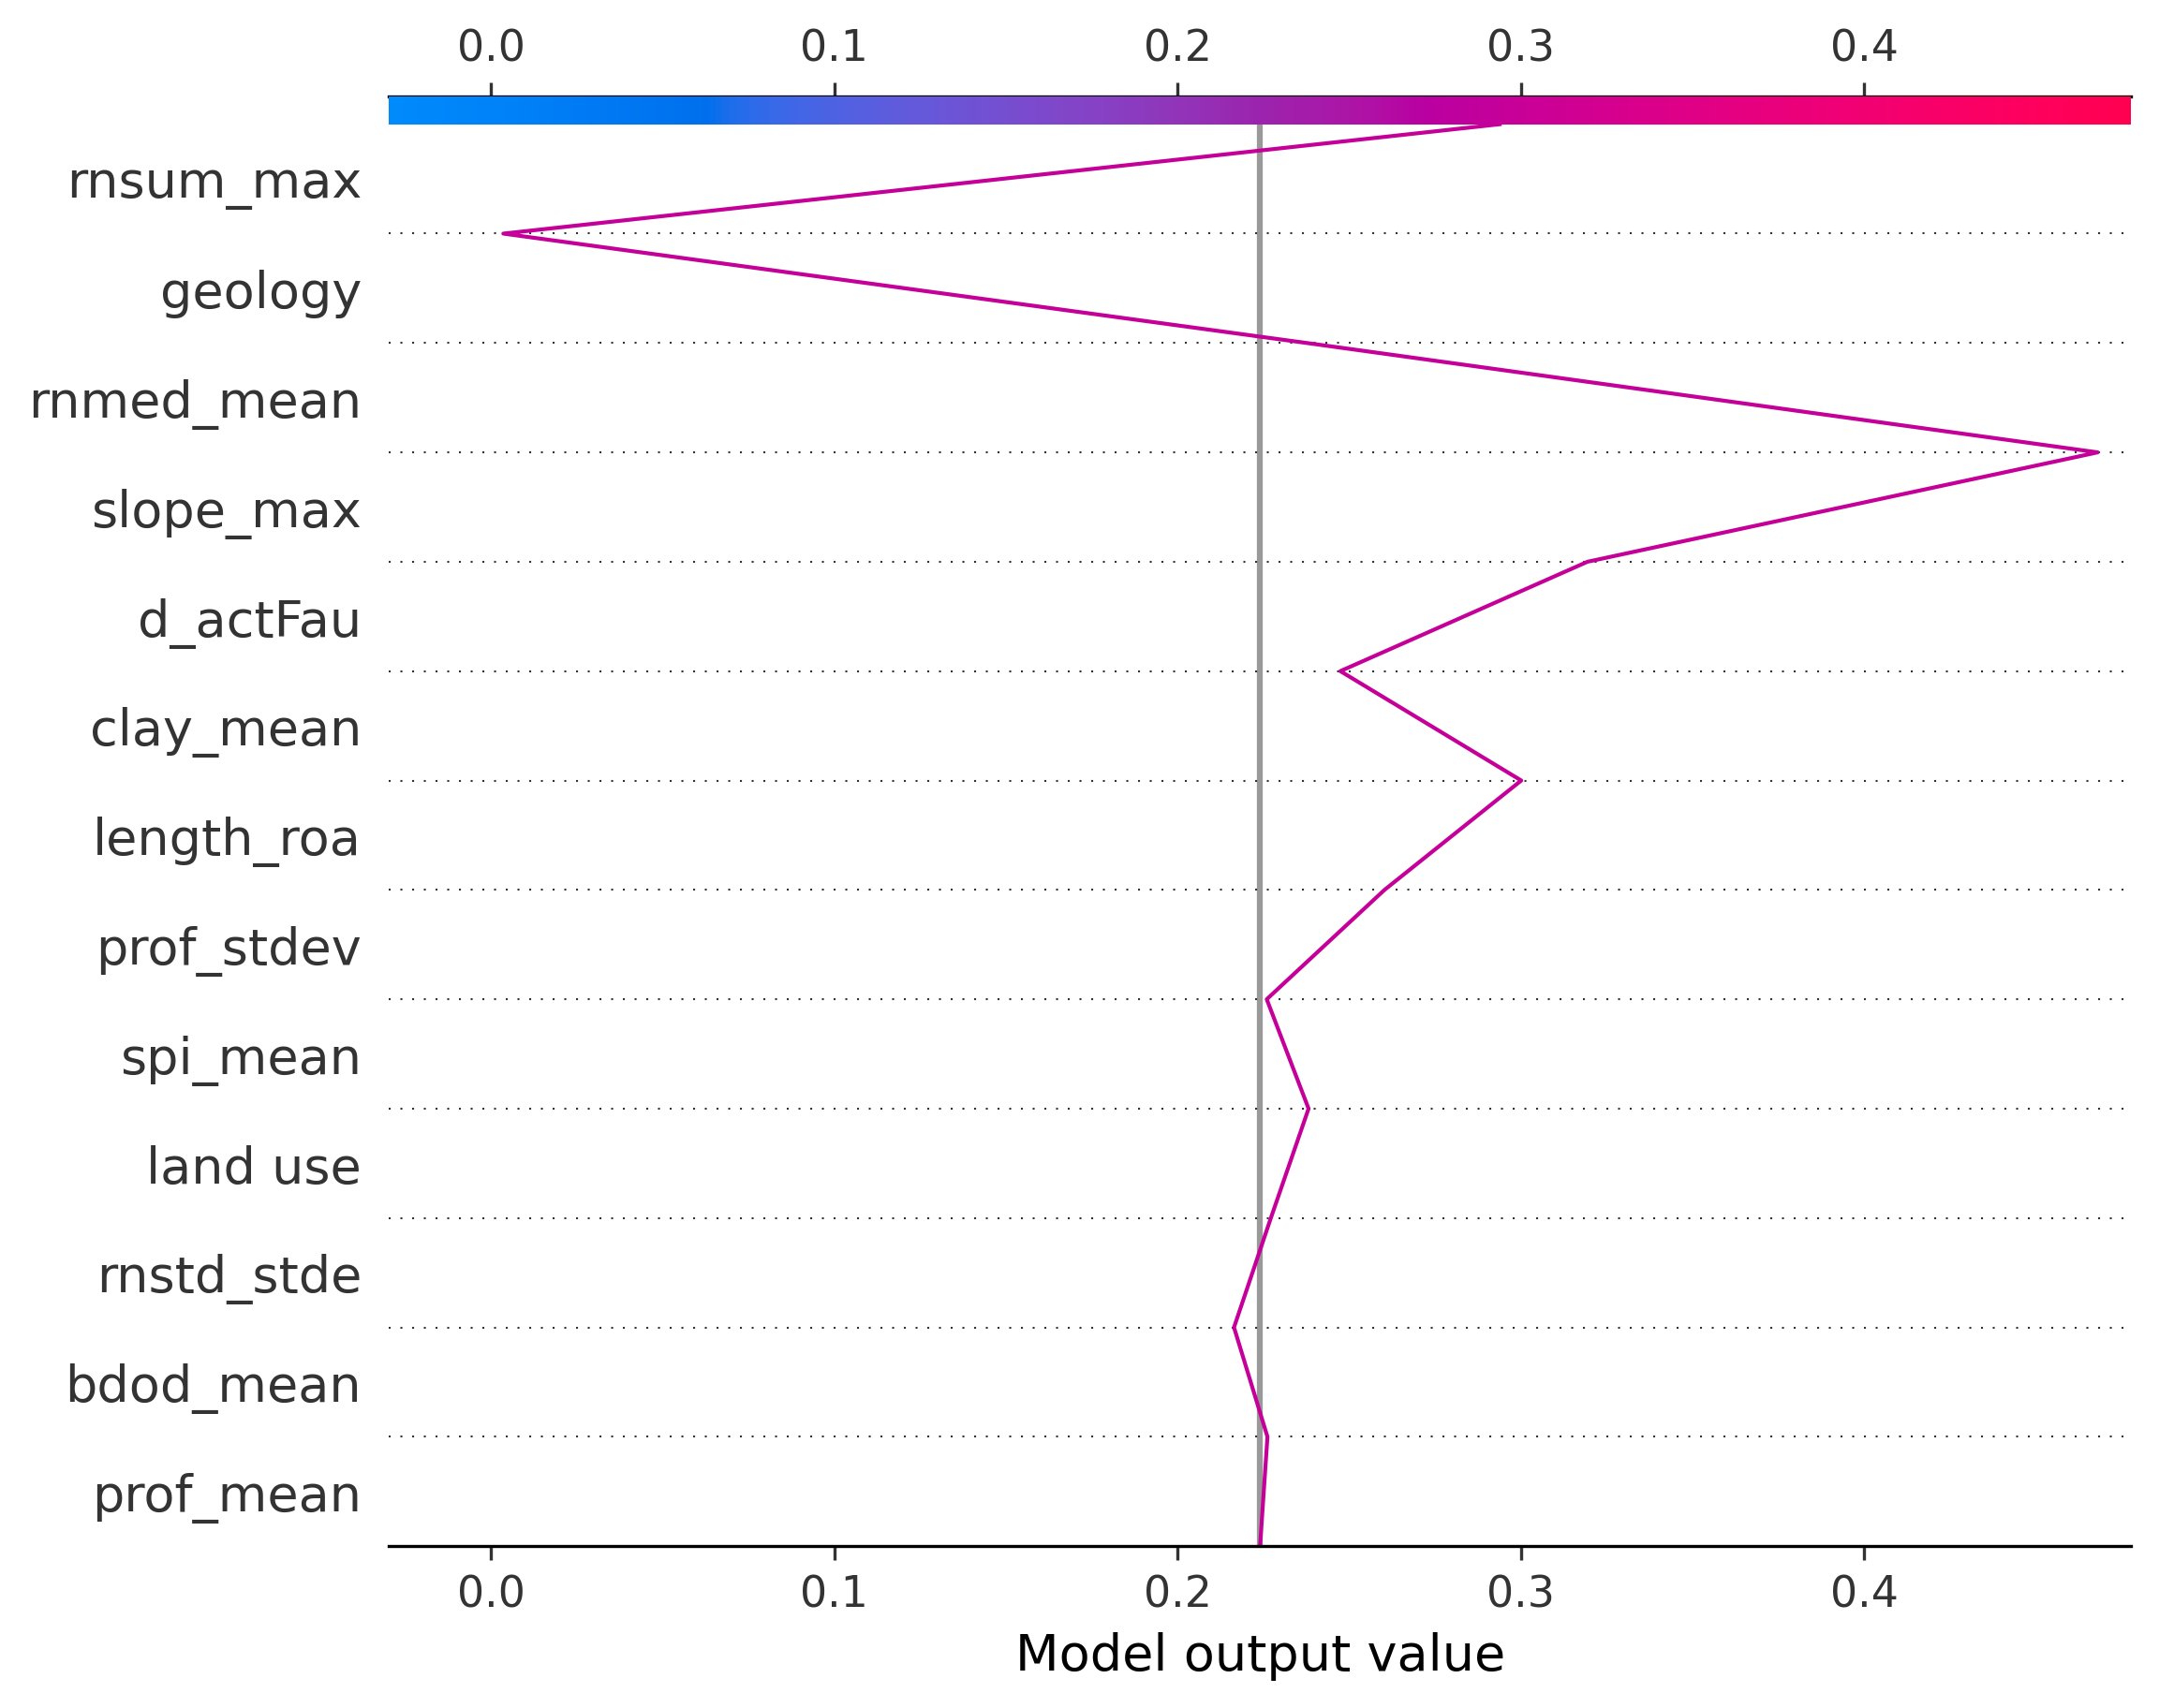 0.0 0.1 0.2 0.3 0.4
rnsum_max
geology
rnmed_mean
slope_max
d_actFau
clay_mean
length_roa
prof_stdev
spi_mean
land use
rnstd_stde
bdod_mean
prof_mean
0.0 0.1 0.2 0.3 0.4
Model output value